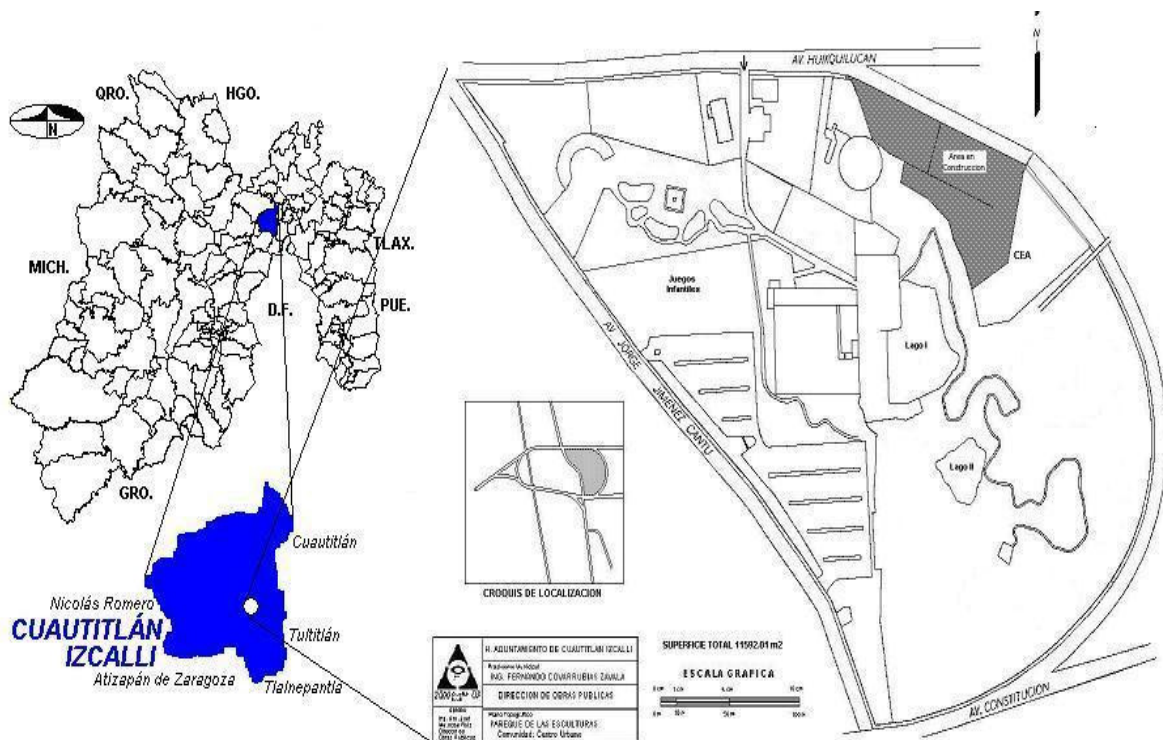 QRO.
HGO.
N
MICH.
TLAX.
D.F.
PUE.
GRO.
Cuautitlán
Nicolás Romero
CUAUTITLÁN
IZCALLI
Tultitlán
Atizapán de Zaragoza
Tlalnepantla
AV. HUIXQUILUCAN
N
Area en
Construccion
CEA
Juegos
Infantiles
Lago I
AV. JORGE
JIMENEZ CANTU
Lago II
CROQUIS DE LOCALIZACION
H. AYUNTAMIENTO DE CUAUTITLAN IZCALLI
ING. FERNANDO COVARRUBIAS ZAVALA
DIRECCION DE OBRAS PUBLICAS
PARQUE DE LAS ESCULTURAS
Comunidad: Centro Urbano
SUPERFICIE TOTAL 11592.01 m2
ESCALA GRAFICA
AV. CONSTITUCION